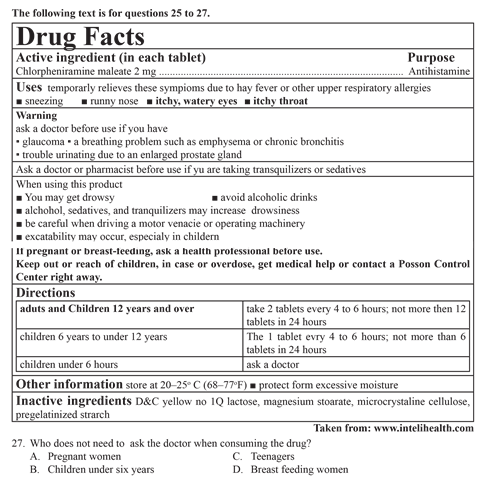 The following text is for questions 25 to 27.
Drug Facts
Active ingredient (in each tablet) Purpose
Chlorpheniramine maleate 2 mg ........................................................................................ Antihistamine
Uses temporarily relieves these sympioms due to hay fever or other upper respiratory allergies
■ sneezing ■ runny nose ■ itchy, watery eyes ■ itchy throat
Warning
ask a doctor before use if you have
▪ glaucoma ▪ a breathing problem such as emphysema or chronic bronchitis
▪ trouble urinating due to an enlarged prostate gland
Ask a doctor or pharmacist before use if yu are taking tranquilizers or sedatives
When using this product
■ You may get drowsy ■ avoid alcoholic drinks
■ alchohol, sedatives, and tranquilizers may increase drowsiness
■ be careful when driving a motor venacie or operating machinery
■ excatability may occur, especialy in childern
If pregnant or breast-feeding, ask a health professional before use.
Keep out or reach of children, in case or overdose, get medical help or contact a Posson Control
Center right away.
Directions
aduts and Children 12 years and over take 2 tablets every 4 to 6 hours; not more then 12
tablets in 24 hours
children 6 years to under 12 years The 1 tablet evry 4 to 6 hours; not more than 6
tablets in 24 hours
children under 6 hours ask a doctor
Other information store at 20–25° C (68–77°F) ■ protect form excessive moisture
Inactive ingredients D&C yellow no 1Q lactose, magnesium stoarate, microcrystaline cellulose,
pregelatinized strarch
Taken from: www.intelihealth.com
27. Who does not need to ask the doctor when consuming the drug?
A. Pregnant women C. Teenagers
B. Children under six years D. Breast feeding women